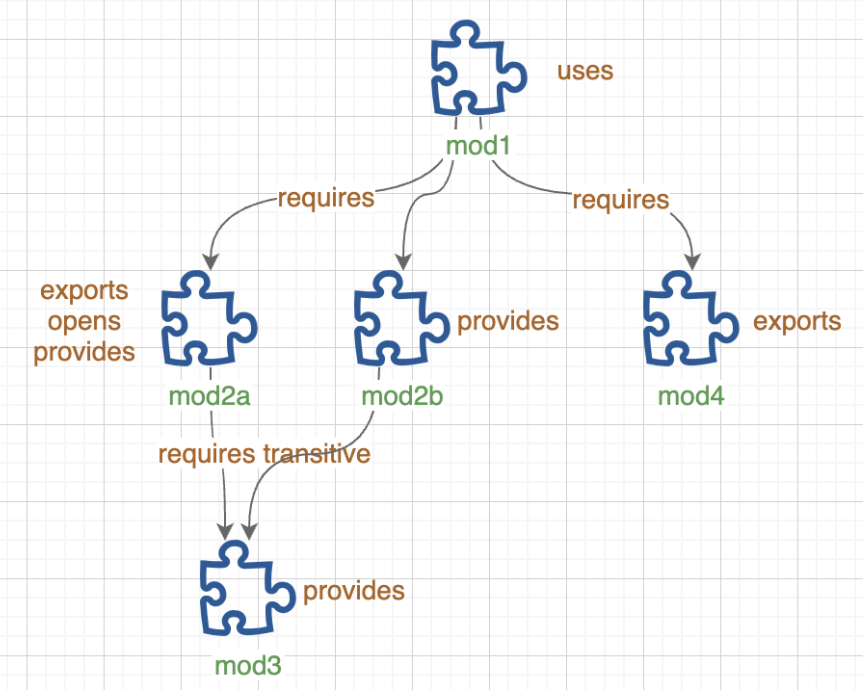 uses
mod1
requires
requires
exports
opens
provides
provides
exports
mod2a
mod2b
mod4
requires transitive
provides
mod3